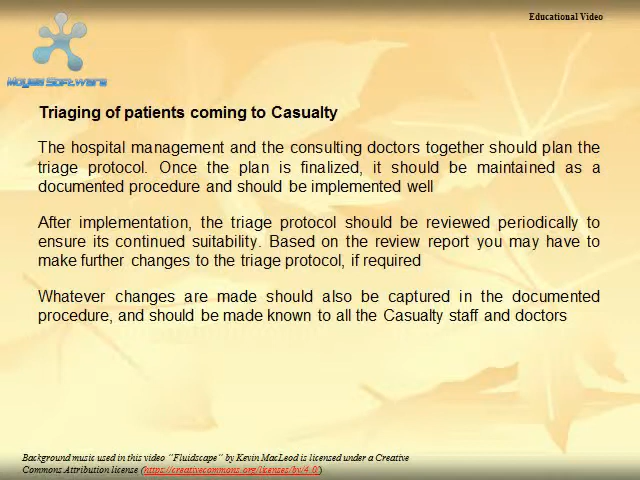 Educational Video
Moyae Software
Triaging of patients coming to Casualty
The hospital management and the consulting doctors together should plan the
triage protocol. Once the plan is finalized, it should be maintained as a
documented procedure and should be implemented well
After implementation, the triage protocol should be reviewed periodically to
ensure its continued suitability. Based on the review report you may have to
make further changes to the triage protocol, if required
Whatever changes are made should also be captured in the documented
procedure, and should be made known to all the Casualty staff and doctors
Background music used in this video "Fluidscape" by Kevin MacLeod is licensed under a Creative
Commons Attribution license (https://creativecommons.org/licenses/by/4.0/)